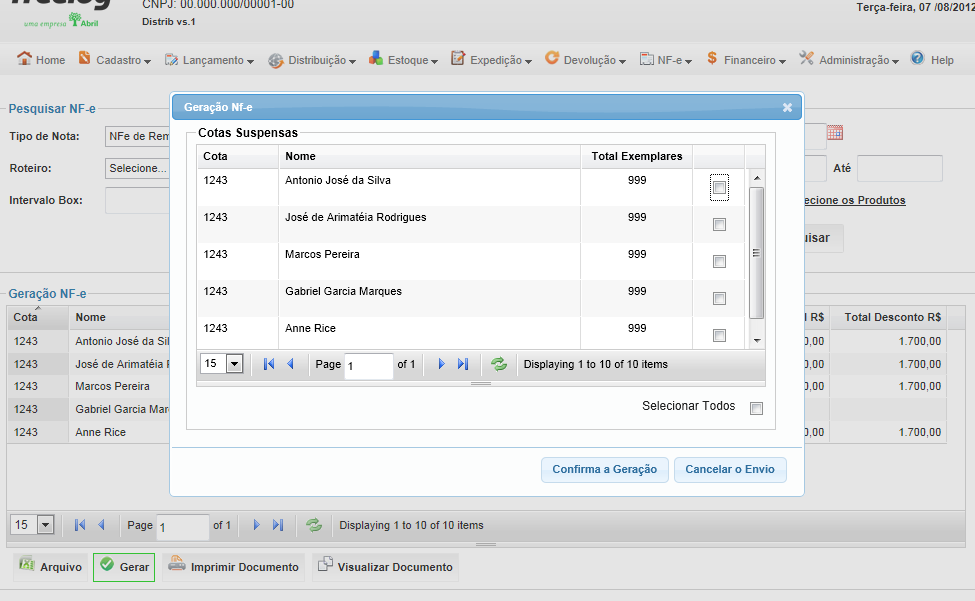 CNPJ: 00.000.000/00001-00
uma empresa Abril
Distrib vs.1
Terça-feira, 07 /08/2012
Home Cadastro Lançamento Distribuição Estoque Expedição Devolução NF-e Financeiro Administração Help
Pesquisar NF-e
Tipo de Nota: NFe de Rem
Roteiro: Selecione... Até
Intervalo Box: ecione os Produtos
uisar
Geração Nf-e
Cotas Suspensas
Cota Nome Total Exemplares
1243 Antonio José da Silva 999
1243 José de Arimatéia Rodrigues 999
1243 Marcos Pereira 999
1243 Gabriel Garcia Marques 999
1243 Anne Rice 999
15 Page 1 of 1 Displaying 1 to 10 of 10 items
Selecionar Todos
Confirma a Geração Cancelar o Envio
Geração NF-e
Cota Nome R$ Total Desconto R$
1243 Antonio José da Sil 0,00 1.700,00
1243 José de Arimatéia R 0,00 1.700,00
1243 Marcos Pereira 0,00 1.700,00
1243 Gabriel Garcia Mar
1243 Anne Rice 0,00 1.700,00
15 Page 1 of 1 Displaying 1 to 10 of 10 items
Arquivo Gerar Imprimir Documento Visualizar Documento